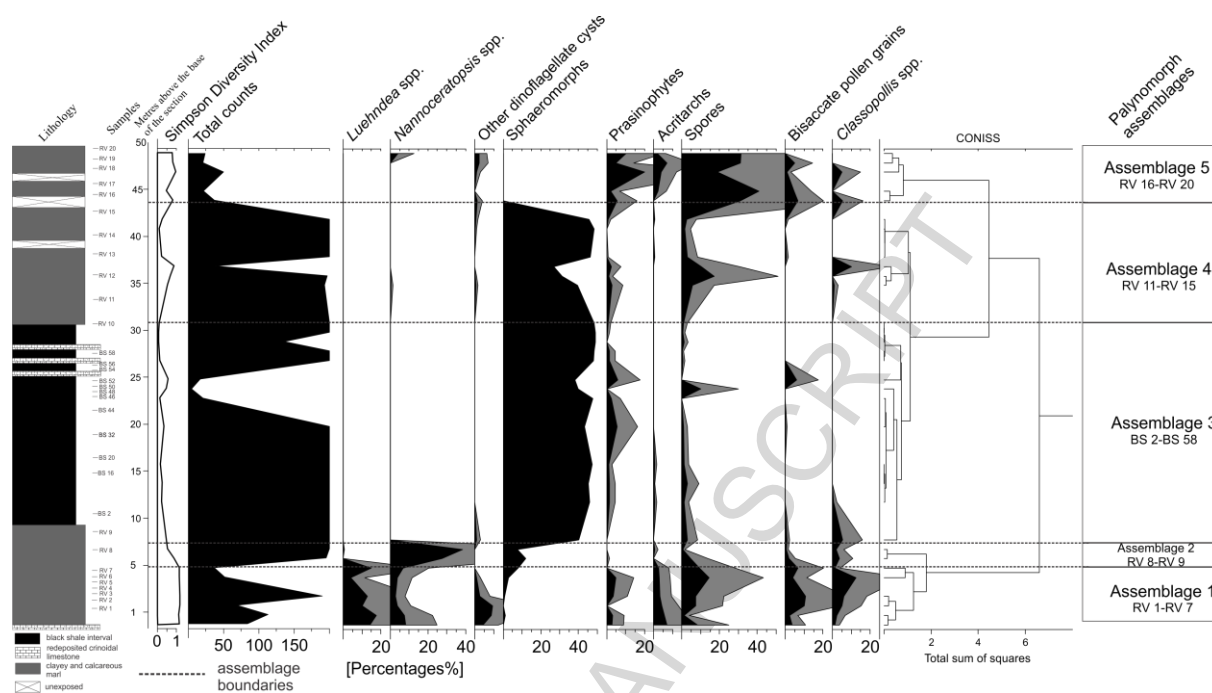 Lithology
Samples
Metres above the base
of the section
Simpson Diversity Index
Total counts
Luehndea spp.
Nannoceratopsis spp.
Other dinoflagellate cysts
Sphaeromorphs
Prasinophytes
Acritarchs
Spores
Bisaccate pollen grains
Classopollis spp.
CONISS
Palynomorph
assemblages
RV 20
RV 19
RV 18
RV 17
RV 16
RV 15
RV 14
RV 13
RV 12
RV 11
RV 10
BS 58
BS 56
BS 54
BS 52
BS 50
BS 48
BS 46
BS 44
BS 32
BS 20
BS 16
BS 2
RV 9
RV 8
RV 7
RV 6
RV 5
RV 4
RV 3
RV 2
RV 1
50
45
40
35
30
25
20
15
10
5
1
Assemblage 5
RV 16-RV 20
Assemblage 4
RV 11-RV 15
Assemblage 3
BS 2-BS 58
Assemblage 2
RV 8-RV 9
Assemblage 1
RV 1-RV 7
0 1
50 100 150
20
20 40
20
20 40
20
20
20 40
20
20
2 6
Total sum of squares
[Percentages%]
black shale interval
redeposited crinoidal
limestone
clayey and calcareous
marl
unexposed
assemblage
boundaries
ANUSCRIPT